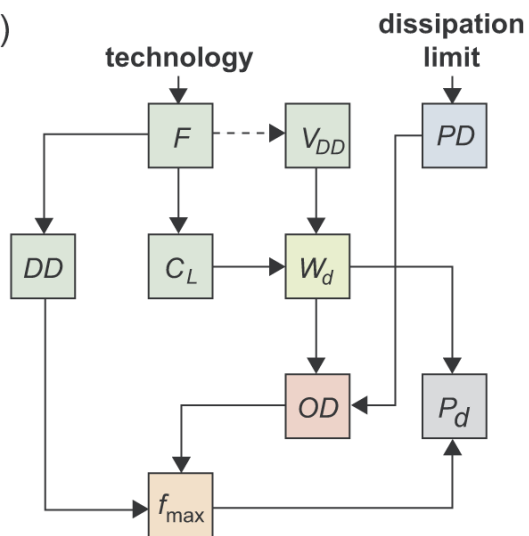 )
dissipation
limit
technology
F
V_DD
PD
DD
C_L
W_d
OD
P_d
f_max